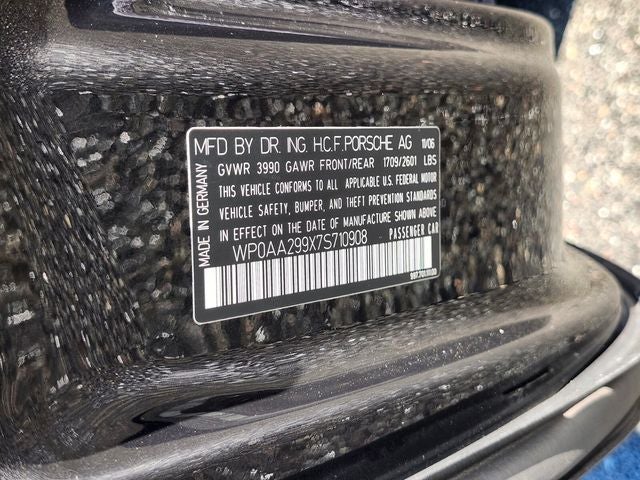 MFD BY DR. ING. H.C.F. PORSCHE AG 11/06
GVWR 3990 GAWR FRONT/REAR 1709/2601 LBS
THIS VEHICLE CONFORMS TO ALL APPLICABLE U.S. FEDERAL MOTOR
VEHICLE SAFETY, BUMPER, AND THEFT PREVENTION STANDARDS
IN EFFECT ON THE DATE OF MANUFACTURE SHOWN ABOVE.
WP0AA299X7S710908 PASSENGER CAR
MADE IN GERMANY